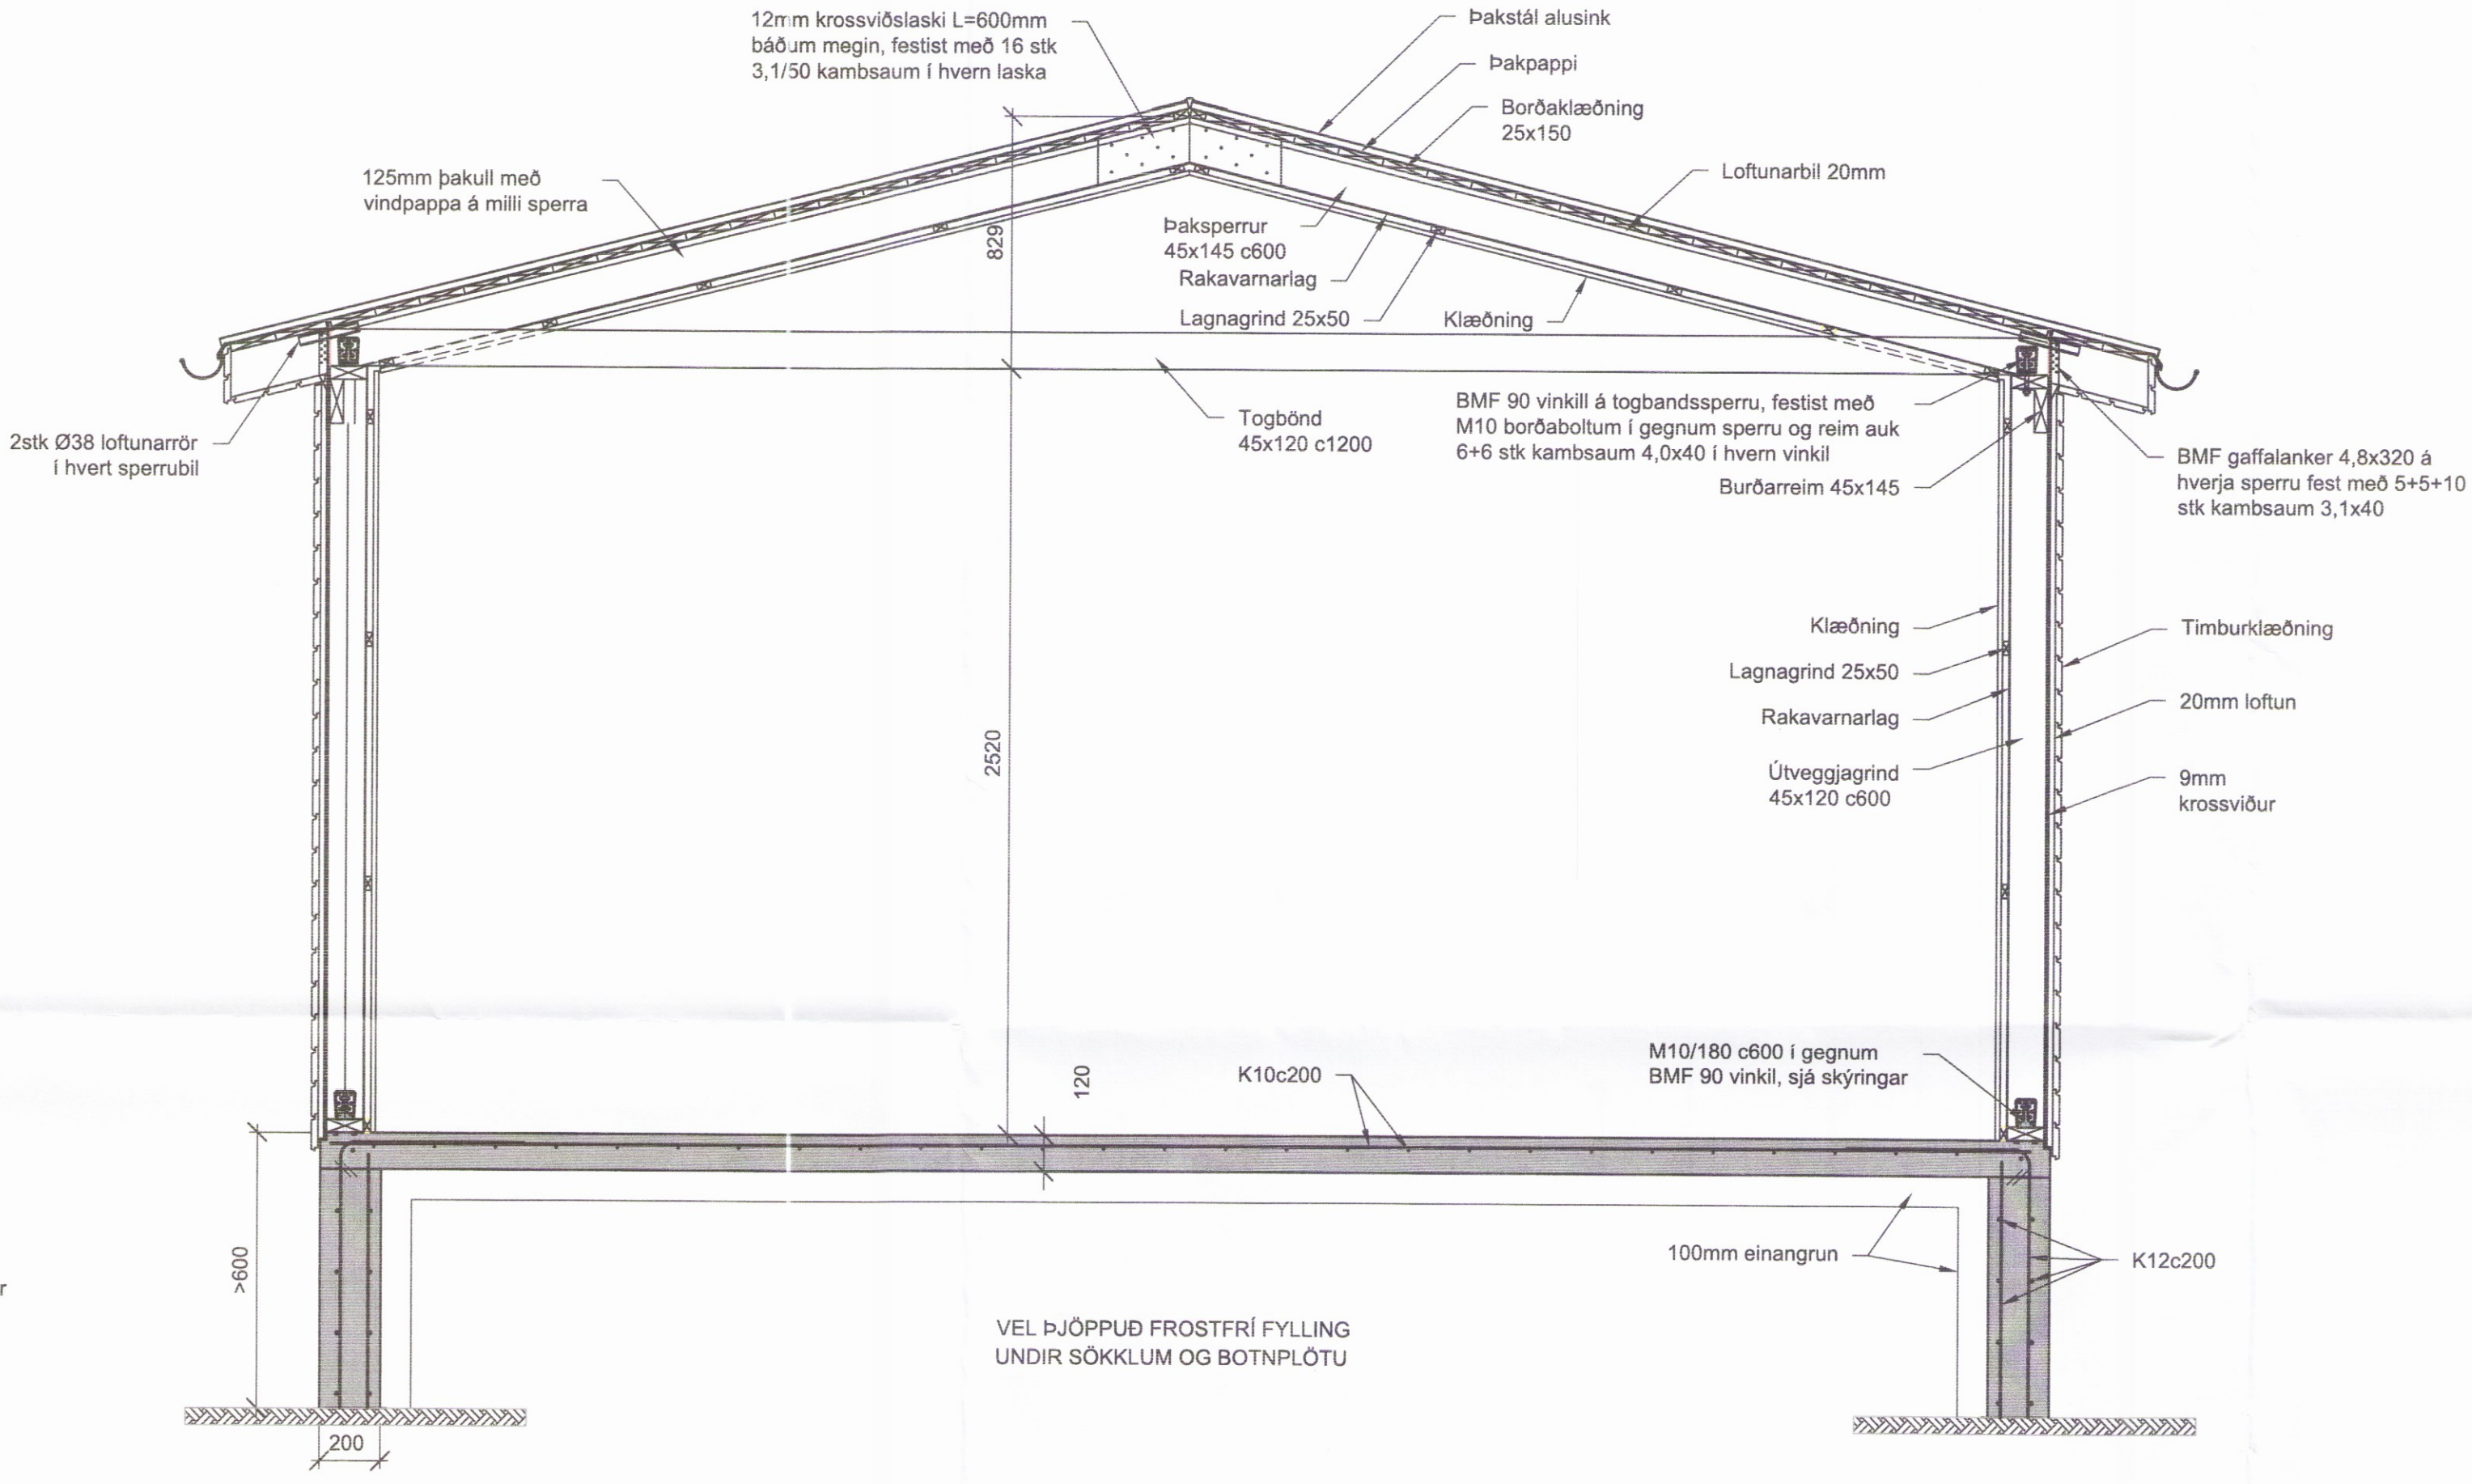 12mm krossviðslaski L=600mm
báðum megin, festist með 16 stk
3,1/50 kambsaum í hvern laska
Þakstál alusink
Þakpappi
Borðaklæðning
25x150
Loftunarbil 20mm
125mm þakull með
vindpappa á milli sperra
829
Þaksperrur
45x145 c600
Rakavarnarlag
Lagnagrind 25x50
Klæðning
2stk Ø38 loftunarrör
í hvert sperrubil
Togbönd
45x120 c1200
BMF 90 vinkill á togbandssperru, festist með
M10 borðaboltum í gegnum sperru og reim auk
6+6 stk kambsaum 4,0x40 í hvern vinkil
Burðarreim 45x145
BMF gaffalanker 4,8x320 á
hverja sperru fest með 5+5+10
stk kambsaum 3,1x40
2520
Klæðning
Lagnagrind 25x50
Rakavarnarlag
Útveggjagrind
45x120 c600
Timburklæðning
20mm loftun
9mm
krossviður
120
K10c200
M10/180 c600 í gegnum
BMF 90 vinkil, sjá skýringar
>600
r
100mm einangrun
K12c200
VEL ÞJÖPPUÐ FROSTFRÍ FYLLING
UNDIR SÖKKLUM OG BOTNPLÖTU
200